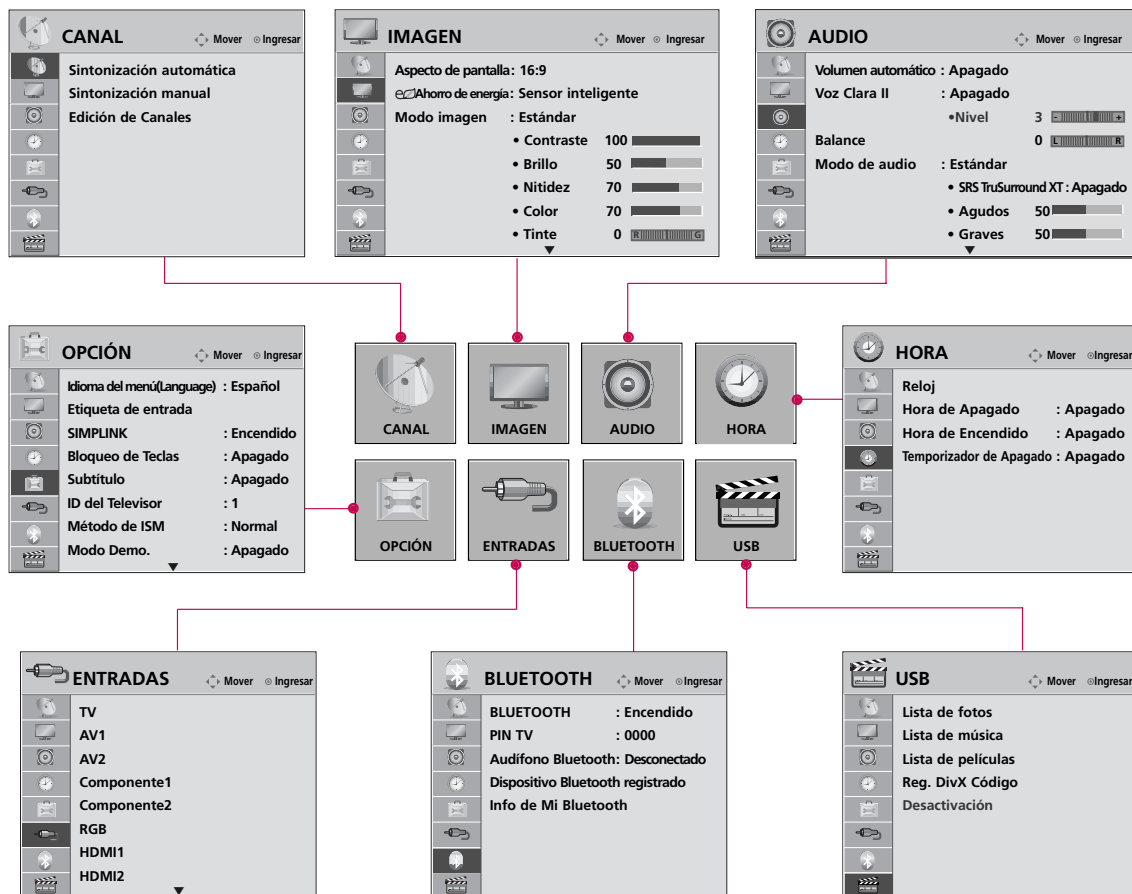 CANAL Mover Ingresar
Sintonización automática
Sintonización manual
Edición de Canales
IMAGEN Mover Ingresar
Aspecto de pantalla: 16:9
Ahorro de energía: Sensor inteligente
Modo imagen : Estándar
• Contraste 100
• Brillo 50
• Nitidez 70
• Color 70
• Tinte 0 R G
AUDIO Mover Ingresar
Volumen automático : Apagado
Voz Clara II : Apagado
•Nivel 3 - +
Balance 0 L R
Modo de audio : Estándar
• SRS TruSurround XT : Apagado
• Agudos 50
• Graves 50
OPCIÓN Mover Ingresar
Idioma del menú(Language) : Español
Etiqueta de entrada
SIMPLINK : Encendido
Bloqueo de Teclas : Apagado
Subtítulo : Apagado
ID del Televisor : 1
Método de ISM : Normal
Modo Demo. : Apagado
CANAL
IMAGEN
AUDIO
HORA
OPCIÓN
ENTRADAS
BLUETOOTH
USB
HORA Mover Ingresar
Reloj
Hora de Apagado : Apagado
Hora de Encendido : Apagado
Temporizador de Apagado : Apagado
ENTRADAS Mover Ingresar
TV
AV1
AV2
Componente1
Componente2
RGB
HDMI1
HDMI2
BLUETOOTH Mover Ingresar
BLUETOOTH : Encendido
PIN TV : 0000
Audífono Bluetooth: Desconectado
Dispositivo Bluetooth registrado
Info de Mi Bluetooth
USB Mover Ingresar
Lista de fotos
Lista de música
Lista de películas
Reg. DivX Código
Desactivación